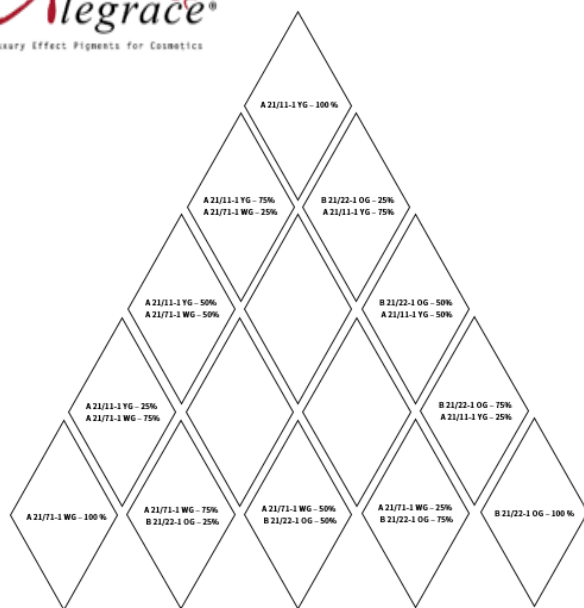 Alegrace®
Luxury Effect Pigments for Cosmetics
A 21/11-1 YG – 100 %
A 21/11-1 YG – 75%
A 21/71-1 WG – 25%
B 21/22-1 OG – 25%
A 21/11-1 YG – 75%
A 21/11-1 YG – 50%
A 21/71-1 WG – 50%
B 21/22-1 OG – 50%
A 21/11-1 YG – 50%
A 21/11-1 YG – 25%
A 21/71-1 WG – 75%
B 21/22-1 OG – 75%
A 21/11-1 YG – 25%
A 21/71-1 WG – 100 %
A 21/71-1 WG – 75%
B 21/22-1 OG – 25%
A 21/71-1 WG – 50%
B 21/22-1 OG – 50%
A 21/71-1 WG – 25%
B 21/22-1 OG – 75%
B 21/22-1 OG – 100 %